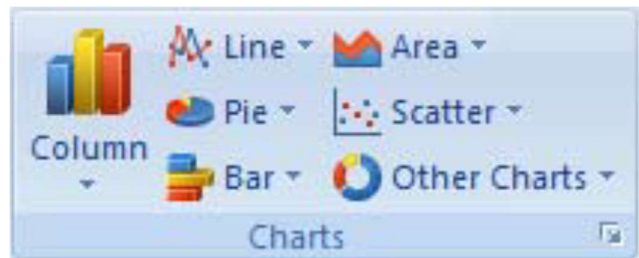 Line Area
Pie Scatter
Column
Bar Other Charts
Charts